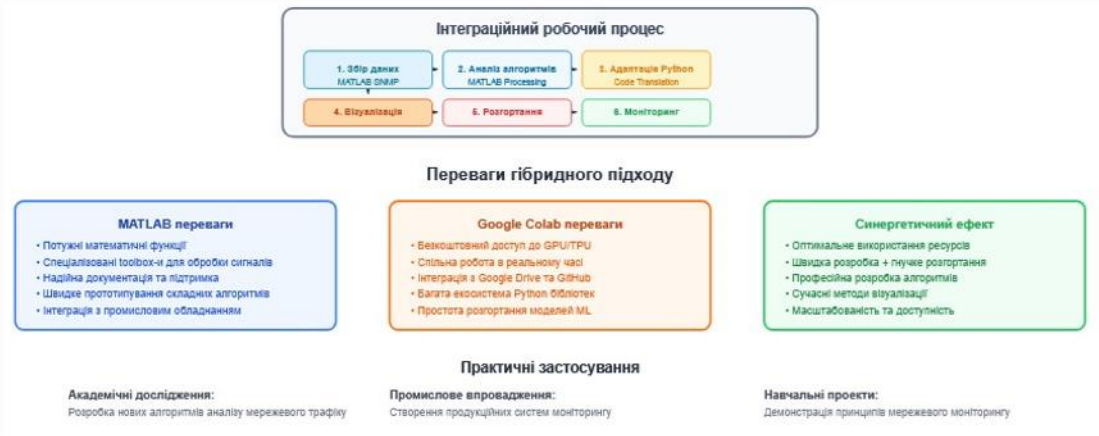 Інтеграційний робочий процес
1. Збір даних
MATLAB SNMP
2. Аналіз алгоритмів
MATLAB Processing
3. Адаптація Python
Code Translation
4. Візуалізація
5. Розгортання
6. Моніторинг
Переваги гібридного підходу
MATLAB переваги
• Потужні математичні функції
• Спеціалізовані toolbox-и для обробки сигналів
• Надійна документація та підтримка
• Швидке прототипування складних алгоритмів
• Інтеграція з промисловим обладнанням
Google Colab переваги
• Безкоштовний доступ до GPU/TPU
• Спільна робота в реальному часі
• Інтеграція з Google Drive та GitHub
• Багата екосистема Python бібліотек
• Простота розгортання моделей ML
Синергетичний ефект
• Оптимальне використання ресурсів
• Швидка розробка + гнучке розгортання
• Професійна розробка алгоритмів
• Сучасні методи візуалізації
• Масштабованість та доступність
Практичні застосування
Академічні дослідження:
Розробка нових алгоритмів аналізу мережевого трафіку
Промислове впровадження:
Створення продукційних систем моніторингу
Навчальні проекти:
Демонстрація принципів мережевого моніторингу